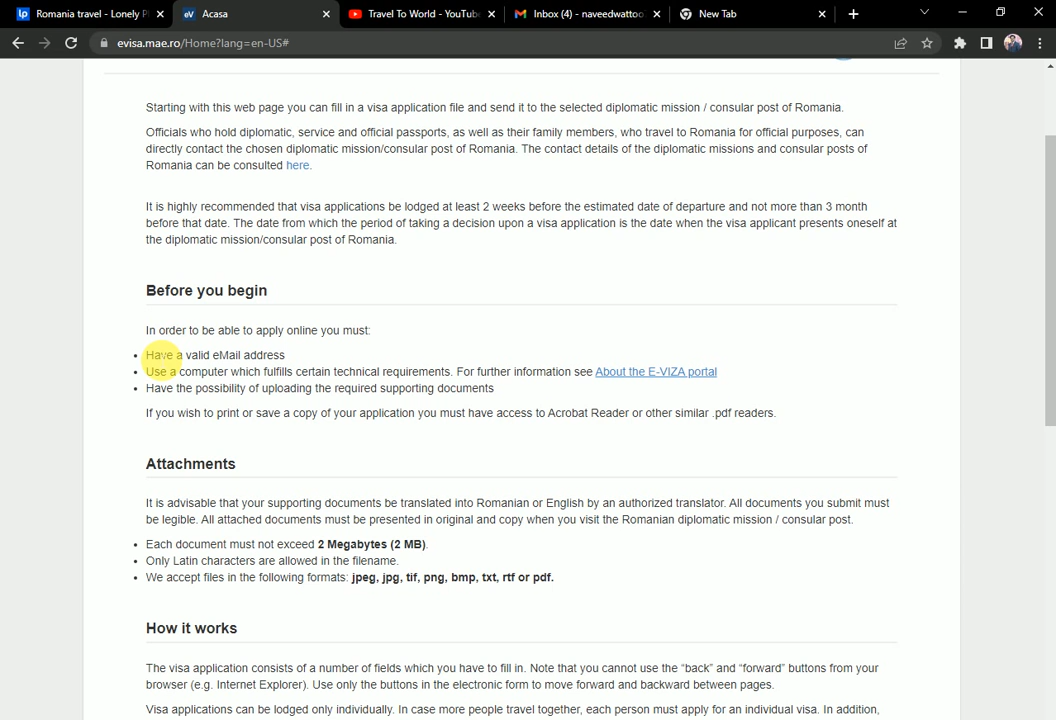 Romania travel - Lonely P
Acasa
Travel To World - YouTube
Inbox (4) - naveedwattoo
New Tab
evisa.mae.ro/Home?lang=en-US#
Starting with this web page you can fill in a visa application file and send it to the selected diplomatic mission / consular post of Romania.
Officials who hold diplomatic, service and official passports, as well as their family members, who travel to Romania for official purposes, can
directly contact the chosen diplomatic mission/consular post of Romania. The contact details of the diplomatic missions and consular posts of
Romania can be consulted here.
It is highly recommended that visa applications be lodged at least 2 weeks before the estimated date of departure and not more than 3 month
before that date. The date from which the period of taking a decision upon a visa application is the date when the visa applicant presents oneself at
the diplomatic mission/consular post of Romania.
Before you begin
In order to be able to apply online you must:
• Have a valid eMail address
• Use a computer which fulfills certain technical requirements. For further information see About the E-VIZA portal
• Have the possibility of uploading the required supporting documents
If you wish to print or save a copy of your application you must have access to Acrobat Reader or other similar .pdf readers.
Attachments
It is advisable that your supporting documents be translated into Romanian or English by an authorized translator. All documents you submit must
be legible. All attached documents must be presented in original and copy when you visit the Romanian diplomatic mission / consular post.
• Each document must not exceed 2 Megabytes (2 MB).
• Only Latin characters are allowed in the filename.
• We accept files in the following formats: jpeg, jpg, tif, png, bmp, txt, rtf or pdf.
How it works
The visa application consists of a number of fields which you have to fill in. Note that you cannot use the “back” and “forward” buttons from your
browser (e.g. Internet Explorer). Use only the buttons in the electronic form to move forward and backward between pages.
Visa applications can be lodged only individually. In case more people travel together, each person must apply for an individual visa. In addition,